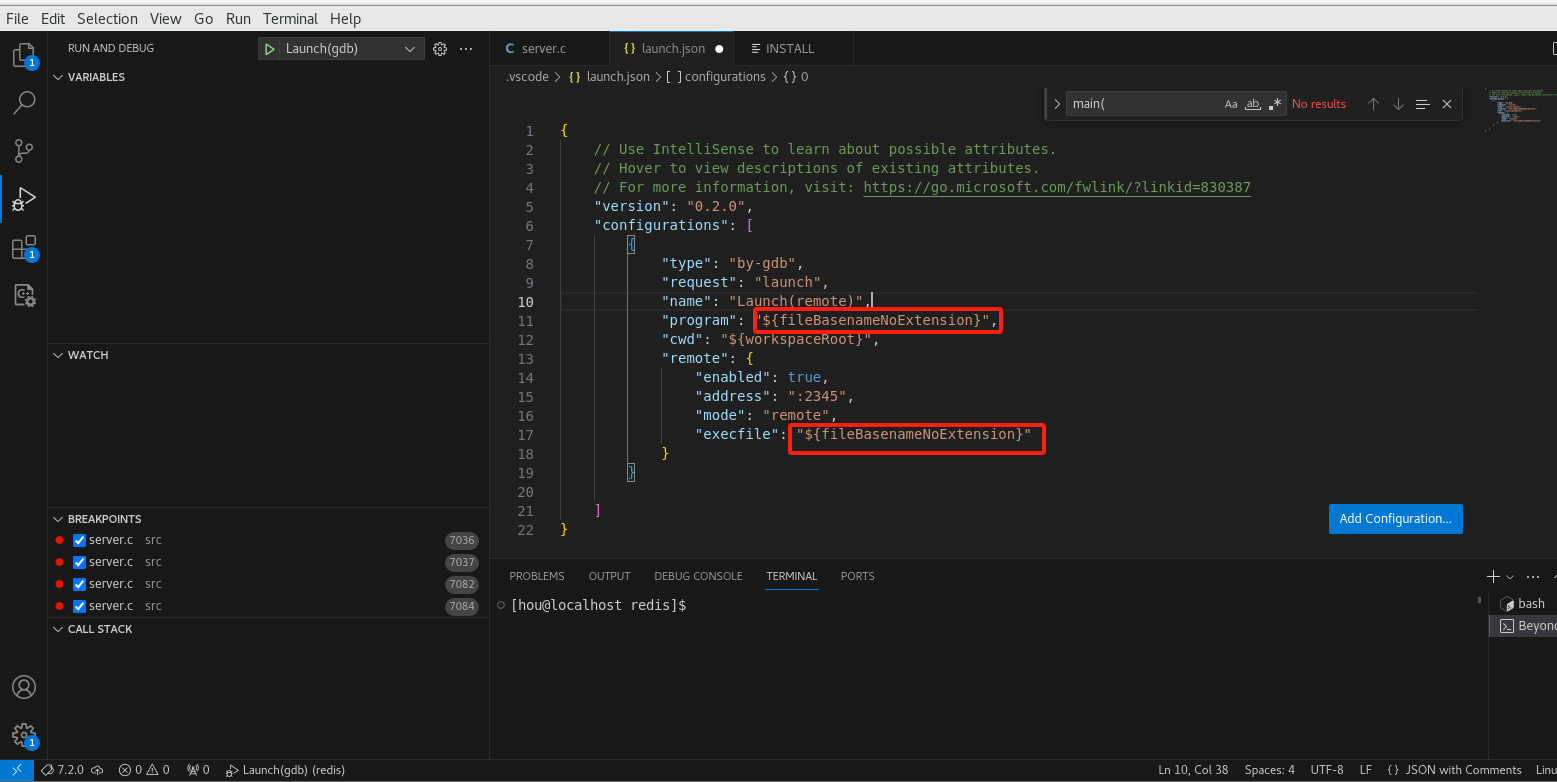 File Edit Selection View Go Run Terminal Help
RUN AND DEBUG
Launch(gdb)
C server.c
{} launch.json
INSTALL
1
VARIABLES
.vscode > {} launch.json > [ ] configurations > {} 0
main(
Aa ab .* No results
1 {
2 // Use IntelliSense to learn about possible attributes.
3 // Hover to view descriptions of existing attributes.
4 // For more information, visit: https://go.microsoft.com/fwlink/?linkid=830387
5 "version": "0.2.0",
6 "configurations": [
7 {
8 "type": "by-gdb",
9 "request": "launch",
10 "name": "Launch(remote)",
11 "program": "${fileBasenameNoExtension}",
12 "cwd": "${workspaceRoot}",
13 "remote": {
14 "enabled": true,
15 "address": ":2345",
16 "mode": "remote",
17 "execfile": "${fileBasenameNoExtension}"
18 }
19 }
20
21 ]
22 }
1
WATCH
Add Configuration...
BREAKPOINTS
server.c src 7036
server.c src 7037
server.c src 7082
server.c src 7084
CALL STACK
PROBLEMS OUTPUT DEBUG CONSOLE TERMINAL PORTS
[hou@localhost redis]$
bash
Beyond
1
7.2.0
0 0
0
Launch(gdb) (redis)
Ln 10, Col 38
Spaces: 4
UTF-8
LF
{} JSON with Comments
Linu